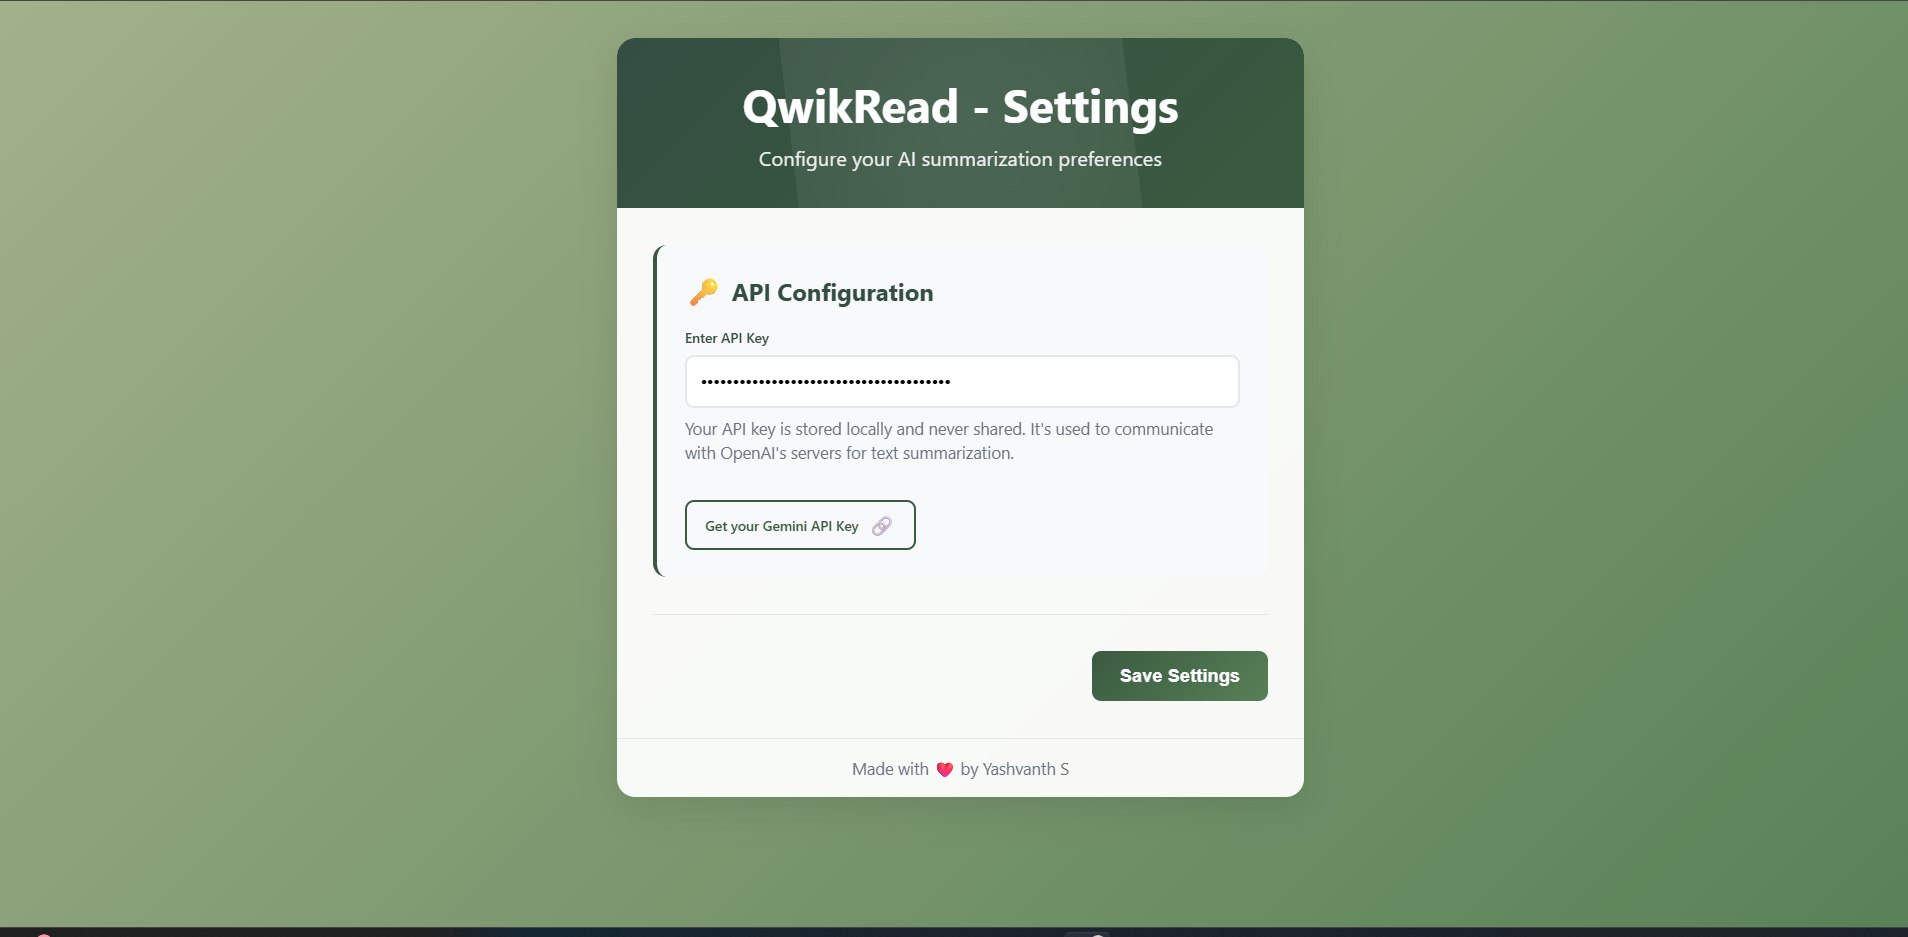 QwikRead - Settings
Configure your AI summarization preferences
🔑 API Configuration
Enter API Key
•••••••••••••••••••••••••••••••••••••••
Your API key is stored locally and never shared. It's used to communicate
with OpenAI's servers for text summarization.
Get your Gemini API Key 🔗
Save Settings
Made with ❤️ by Yashvanth S